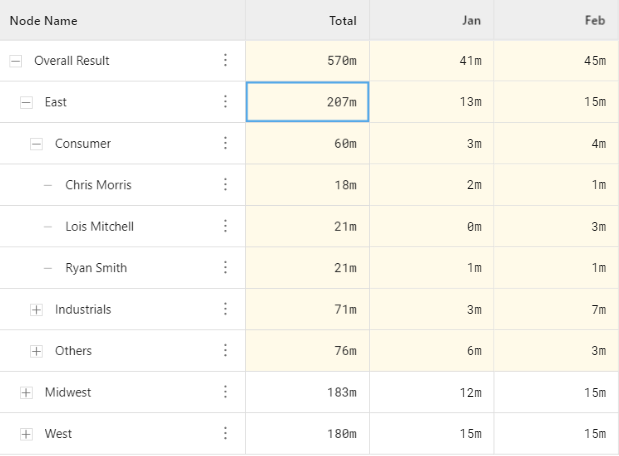 Node Name Total Jan Feb
Overall Result 570m 41m 45m
East 207m 13m 15m
Consumer 60m 3m 4m
Chris Morris 18m 2m 1m
Lois Mitchell 21m 0m 3m
Ryan Smith 21m 1m 1m
Industrials 71m 3m 7m
Others 76m 6m 3m
Midwest 183m 12m 15m
West 180m 15m 15m